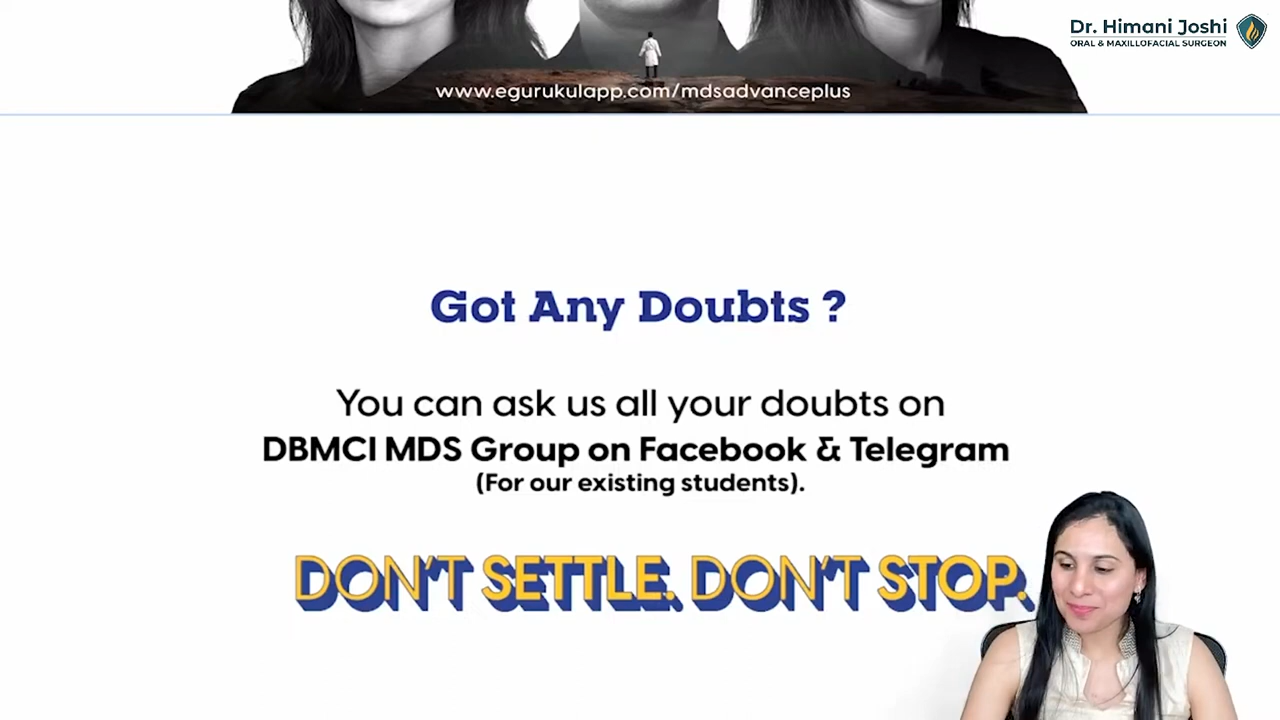 Dr. Himani Joshi
ORAL & MAXILLOFACIAL SURGEON
www.egurukulapp.com/mdsadvanceplus
Got Any Doubts ?
You can ask us all your doubts on
DBMCI MDS Group on Facebook & Telegram
(For our existing students).
DON'T SETTLE. DON'T STOP.